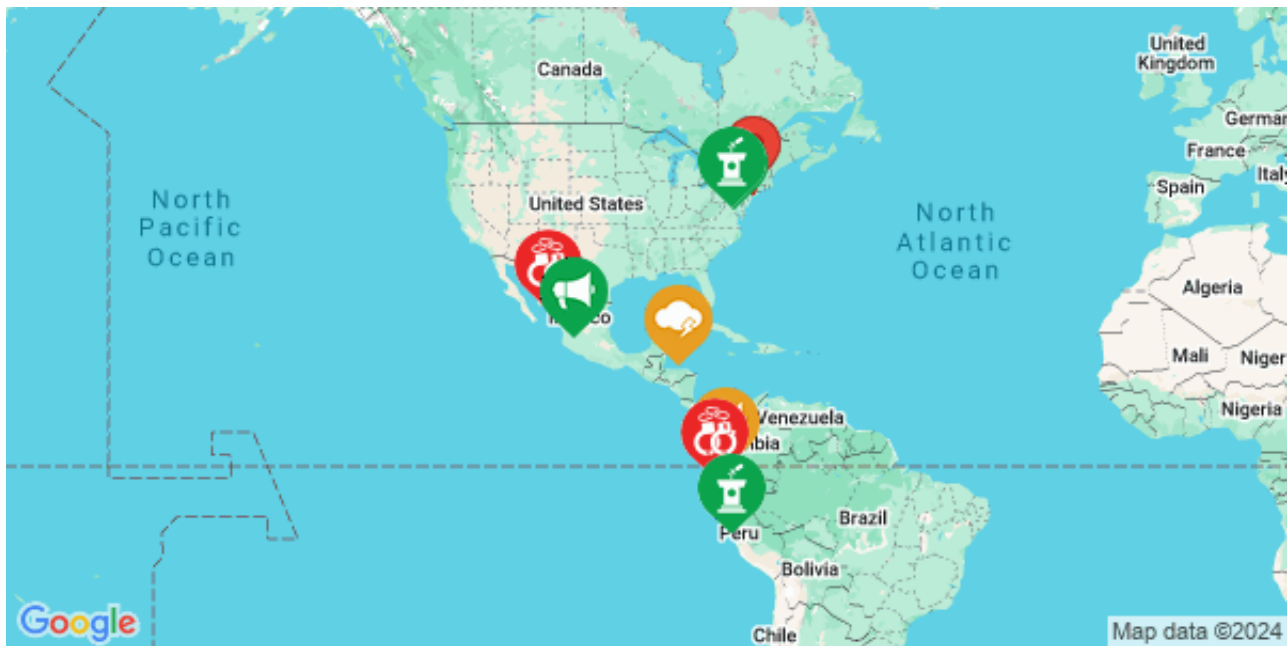 United
Kingdom
Canada
German
France
Italy
Spain
North
Pacific
Ocean
United States
North
Atlantic
Ocean
Algeria
Mali
Niger
Venezuela
Nigeria
Brazil
Peru
Bolivia
Chile
Google
Map data ©2024